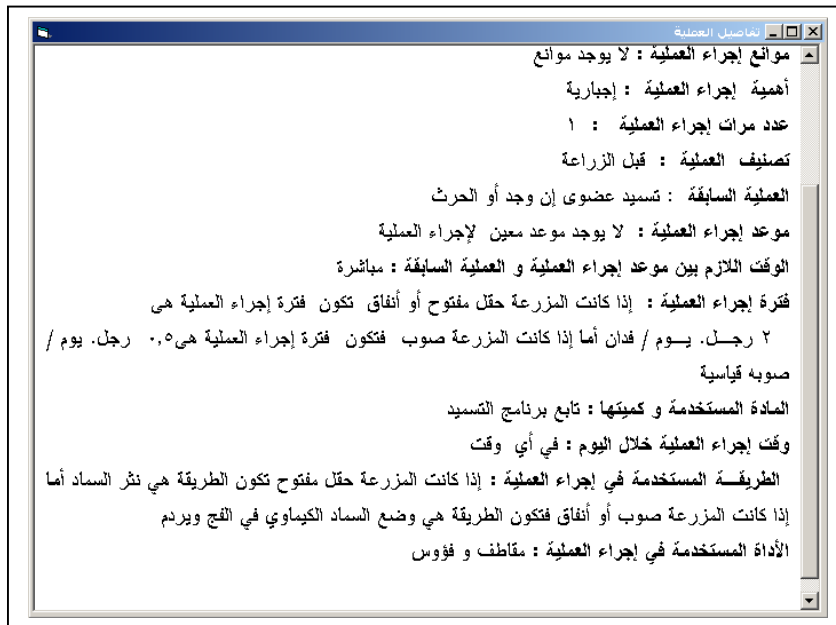 تفاصيل العملية
موانع إجراء العملية : لا يوجد موانع
أهمية إجراء العملية : إجبارية
عدد مرات إجراء العملية : ١
تصنيف العملية : قبل الزراعة
العملية السابقة : تسميد عضوى إن وجد أو الحرث
موعد إجراء العملية : لا يوجد موعد معين لإجراء العملية
الوقت اللازم بين موعد إجراء العملية و العملية السابقة : مباشرة
فترة إجراء العملية : إذا كانت المزرعة حقل مفتوح أو أنفاق تكون فترة إجراء العملية هى
٢ رجـــل. يـــوم / فدان أما إذا كانت المزرعة صوب فتكون فترة إجراء العملية هى٠,٥ رجل. يوم /
صوبه قياسية
المادة المستخدمة و كميتها : تابع برنامج التسميد
وقت إجراء العملية خلال اليوم : في أي وقت
الطريقـــة المستخدمة في إجراء العملية : إذا كانت المزرعة حقل مفتوح تكون الطريقة هي نثر السماد أما
إذا كانت المزرعة صوب أو أنفاق فتكون الطريقة هي وضع السماد الكيماوي في الفج ويردم
الأداة المستخدمة في إجراء العملية : مقاطف و فؤوس